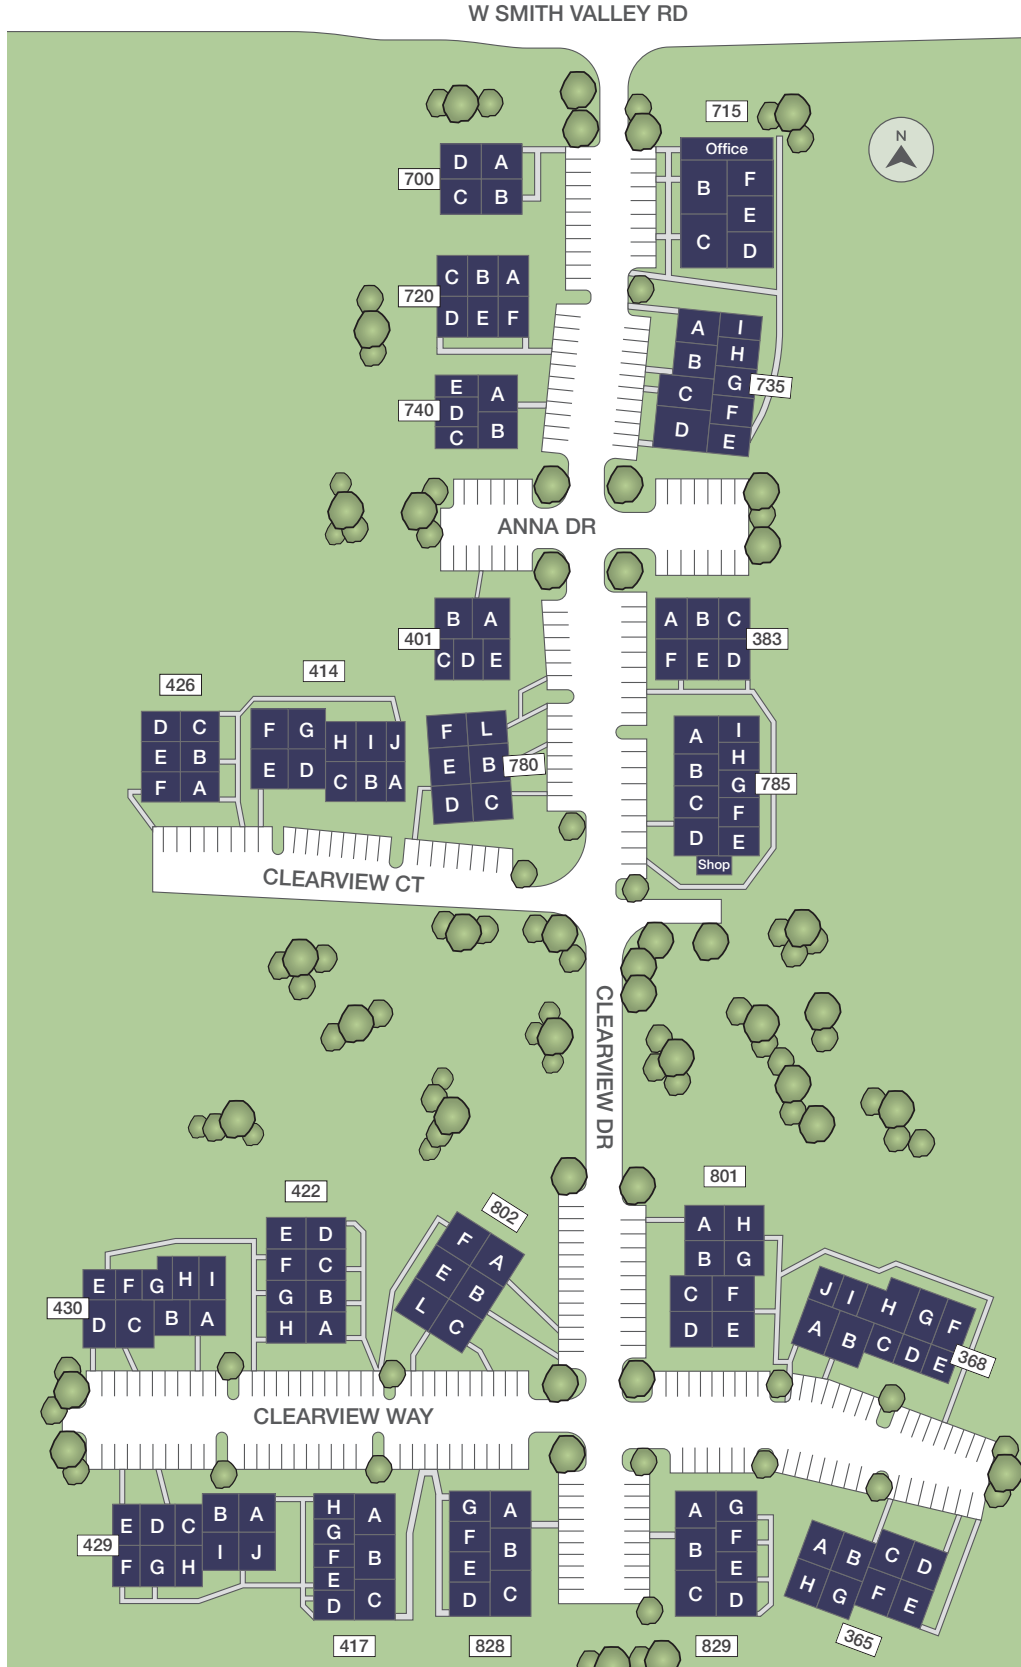 W SMITH VALLEY RD
N
715
Office
B F
E
C D
700
D A
C B
720
C B A
D E F
735
A I
B H
C G
F
D E
740
E A
D
C B
ANNA DR
401
B A
C D E
383
A B C
F E D
426
D C
E B
F A
414
F G H I J
E D C B A
780
F L
E B
D C
785
A I
H
B G
C F
D E
Shop
CLEARVIEW CT
CLEARVIEW DR
422
E D
F C
G B
H A
802
F A
E B
L C
801
A H
B G
C F
D E
430
E F G H I
D C B A
368
J I H G F
A B C D E
CLEARVIEW WAY
429
E D C B A
F G H I J
417
H A
G
F B
E
D C
828
G A
F B
E
D C
829
A G
F
B E
C D
365
A B C D
H G F E